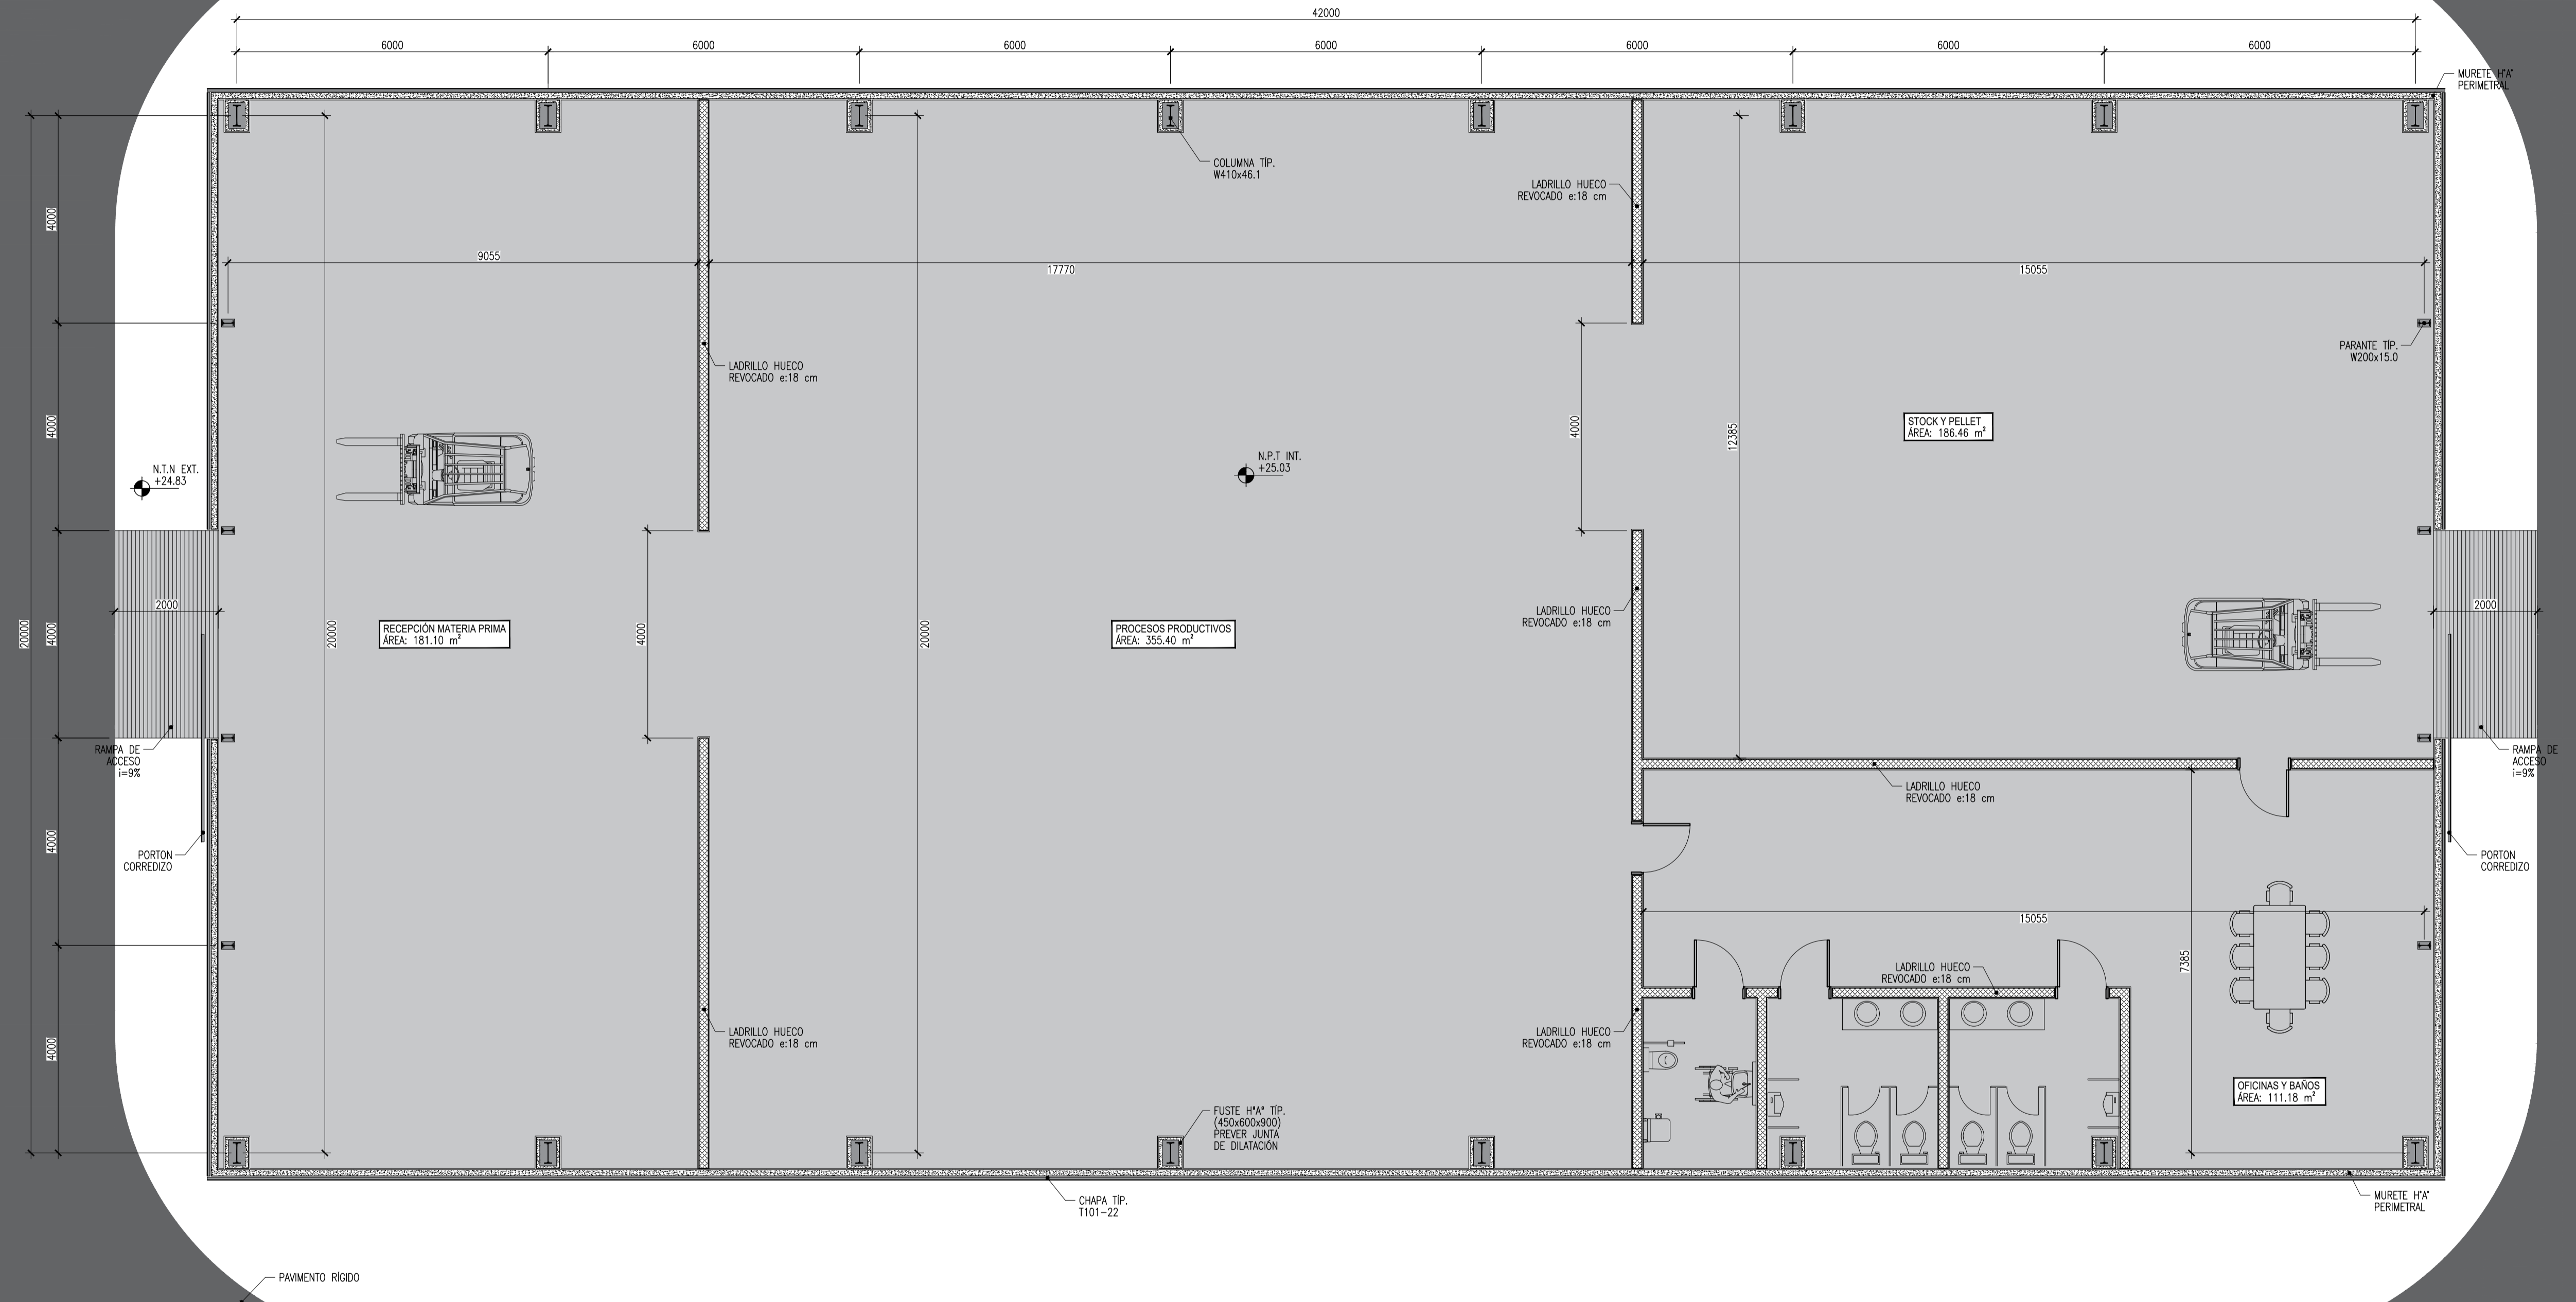 42000
6000
6000
6000
6000
6000
6000
6000
MURETE H°A°
PERIMETRAL
COLUMNA TÍP.
W410x46.1
LADRILLO HUECO
REVOCADO e:18 cm
4000
9055
17770
15055
PARANTE TÍP.
W200x15.0
LADRILLO HUECO
REVOCADO e:18 cm
4000
4000
12385
STOCK Y PELLET
ÁREA: 186.46 m²
N.T.N EXT.
+24.83
N.P.T INT.
+25.03
2000
20000
4000
20000
RECEPCIÓN MATERIA PRIMA
ÁREA: 181.10 m²
4000
20000
PROCESOS PRODUCTIVOS
ÁREA: 355.40 m²
LADRILLO HUECO
REVOCADO e:18 cm
2000
RAMPA DE
ACCESO
i=9%
RAMPA DE
ACCESO
i=9%
LADRILLO HUECO
REVOCADO e:18 cm
4000
PORTON
CORREDIZO
PORTON
CORREDIZO
15055
7385
LADRILLO HUECO
REVOCADO e:18 cm
4000
LADRILLO HUECO
REVOCADO e:18 cm
LADRILLO HUECO
REVOCADO e:18 cm
OFICINAS Y BAÑOS
ÁREA: 111.18 m²
FUSTE H°A° TÍP.
(450x600x900)
PREVER JUNTA
DE DILATACIÓN
CHAPA TÍP.
T101-22
MURETE H°A°
PERIMETRAL
PAVIMENTO RÍGIDO